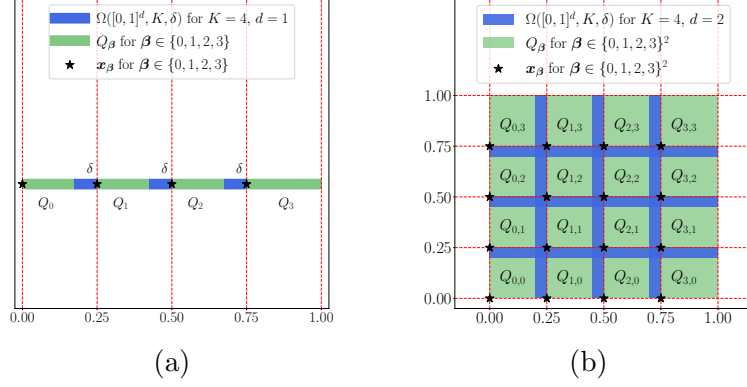 Ω([0, 1]^d, K, δ) for K = 4, d = 1
Q_β for β ∈ {0, 1, 2, 3}
x_β for β ∈ {0, 1, 2, 3}
δ δ δ
Q_0 Q_1 Q_2 Q_3
0.00 0.25 0.50 0.75 1.00
(a)
Ω([0, 1]^d, K, δ) for K = 4, d = 2
Q_β for β ∈ {0, 1, 2, 3}^2
x_β for β ∈ {0, 1, 2, 3}^2
1.00
Q_{0,3} Q_{1,3} Q_{2,3} Q_{3,3}
0.75
Q_{0,2} Q_{1,2} Q_{2,2} Q_{3,2}
0.50
Q_{0,1} Q_{1,1} Q_{2,1} Q_{3,1}
0.25
Q_{0,0} Q_{1,0} Q_{2,0} Q_{3,0}
0.00
0.00 0.25 0.50 0.75 1.00
(b)